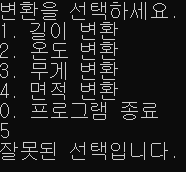 변환을 선택하세요.
1. 길이 변환
2. 온도 변환
3. 무게 변환
4. 면적 변환
0. 프로그램 종료
5
잘못된 선택입니다.